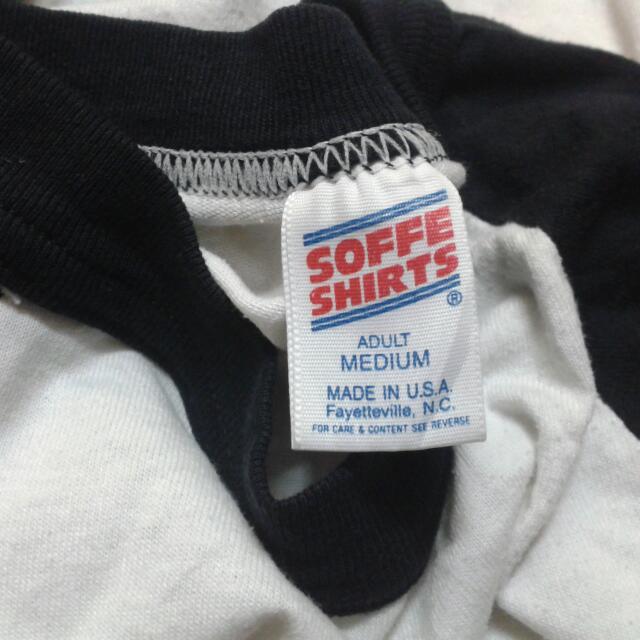 SOFFE
SHIRTS®
ADULT
MEDIUM
MADE IN U.S.A.
Fayetteville, N.C.
FOR CARE & CONTENT SEE REVERSE